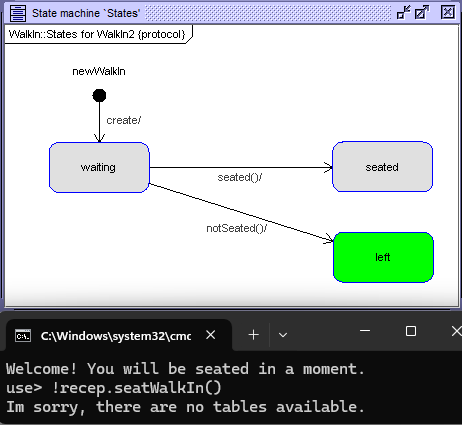 State machine `States'
WalkIn::States for WalkIn2 {protocol}
newWalkIn
create/
waiting
seated()/
seated
notSeated()/
left
C:\Windows\system32\cmd
Welcome! You will be seated in a moment.
use> !recep.seatWalkIn()
Im sorry, there are no tables available.